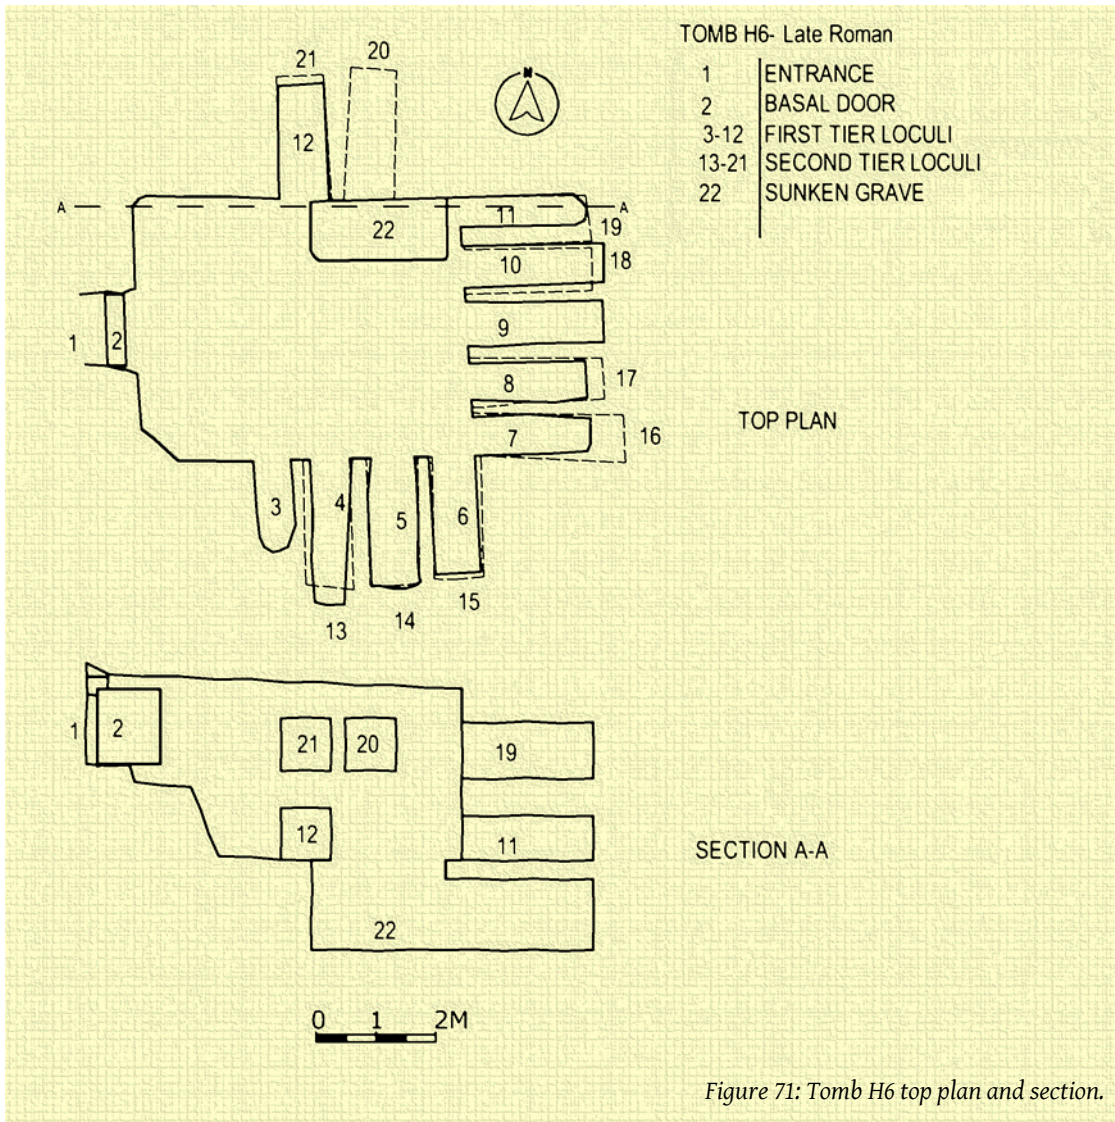 TOMB H6- Late Roman
1 ENTRANCE
2 BASAL DOOR
3-12 FIRST TIER LOCULI
13-21 SECOND TIER LOCULI
22 SUNKEN GRAVE
21
20
N
12
A
A
11
22
19
10
18
9
1
2
8
17
7
16
TOP PLAN
3
4
5
6
15
14
13
1
2
21
20
19
12
11
SECTION A-A
22
0 1 2M
Figure 71: Tomb H6 top plan and section.